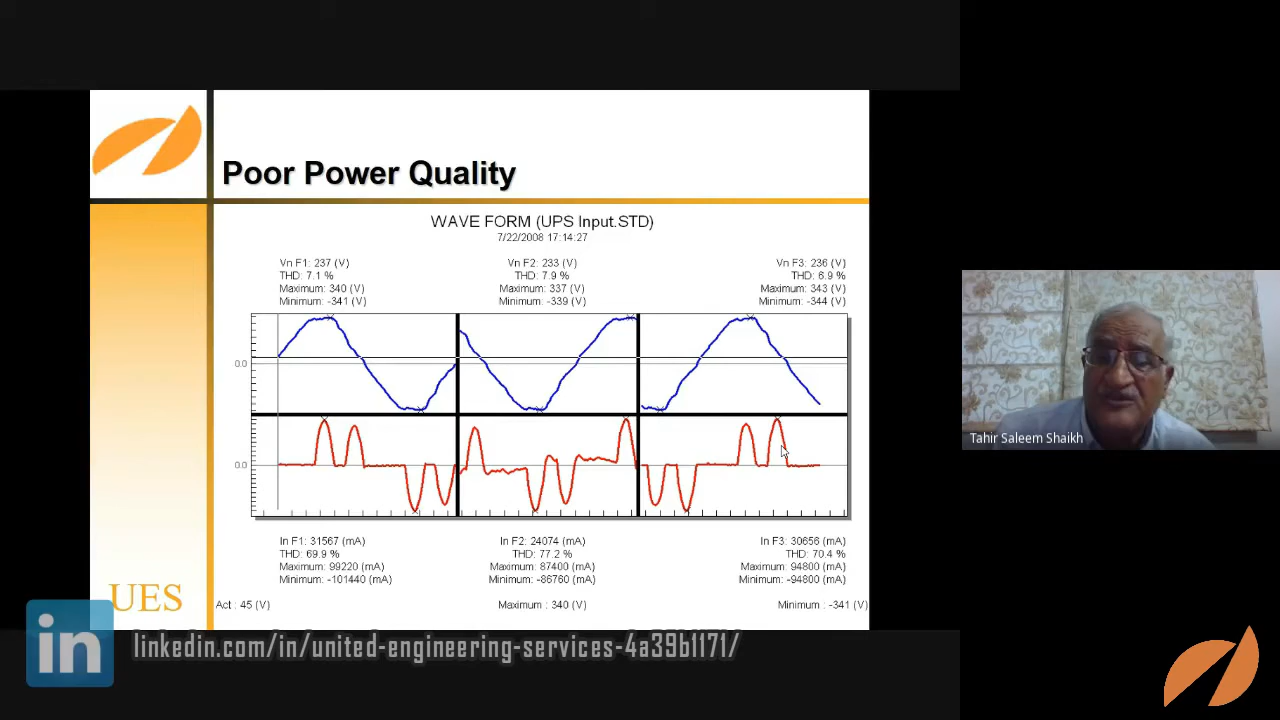 Poor Power Quality
WAVE FORM (UPS Input.STD)
7/22/2008 17:14:27
Vn F1: 237 (V)
THD: 7.1 %
Maximum: 340 (V)
Minimum: -341 (V)
Vn F2: 233 (V)
THD: 7.9 %
Maximum: 337 (V)
Minimum: -339 (V)
Vn F3: 236 (V)
THD: 6.9 %
Maximum: 343 (V)
Minimum: -344 (V)
0.0
0.0
In F1: 31567 (mA)
THD: 69.9 %
Maximum: 99220 (mA)
Minimum: -101440 (mA)
In F2: 24074 (mA)
THD: 77.2 %
Maximum: 87400 (mA)
Minimum: -86760 (mA)
In F3: 30656 (mA)
THD: 70.4 %
Maximum: 94800 (mA)
Minimum: -94800 (mA)
Act : 45 (V)
Maximum : 340 (V)
Minimum : -341 (V)
UES
in
linkedin.com/in/united-engineering-services-4a39b1171/
Tahir Saleem Shaikh